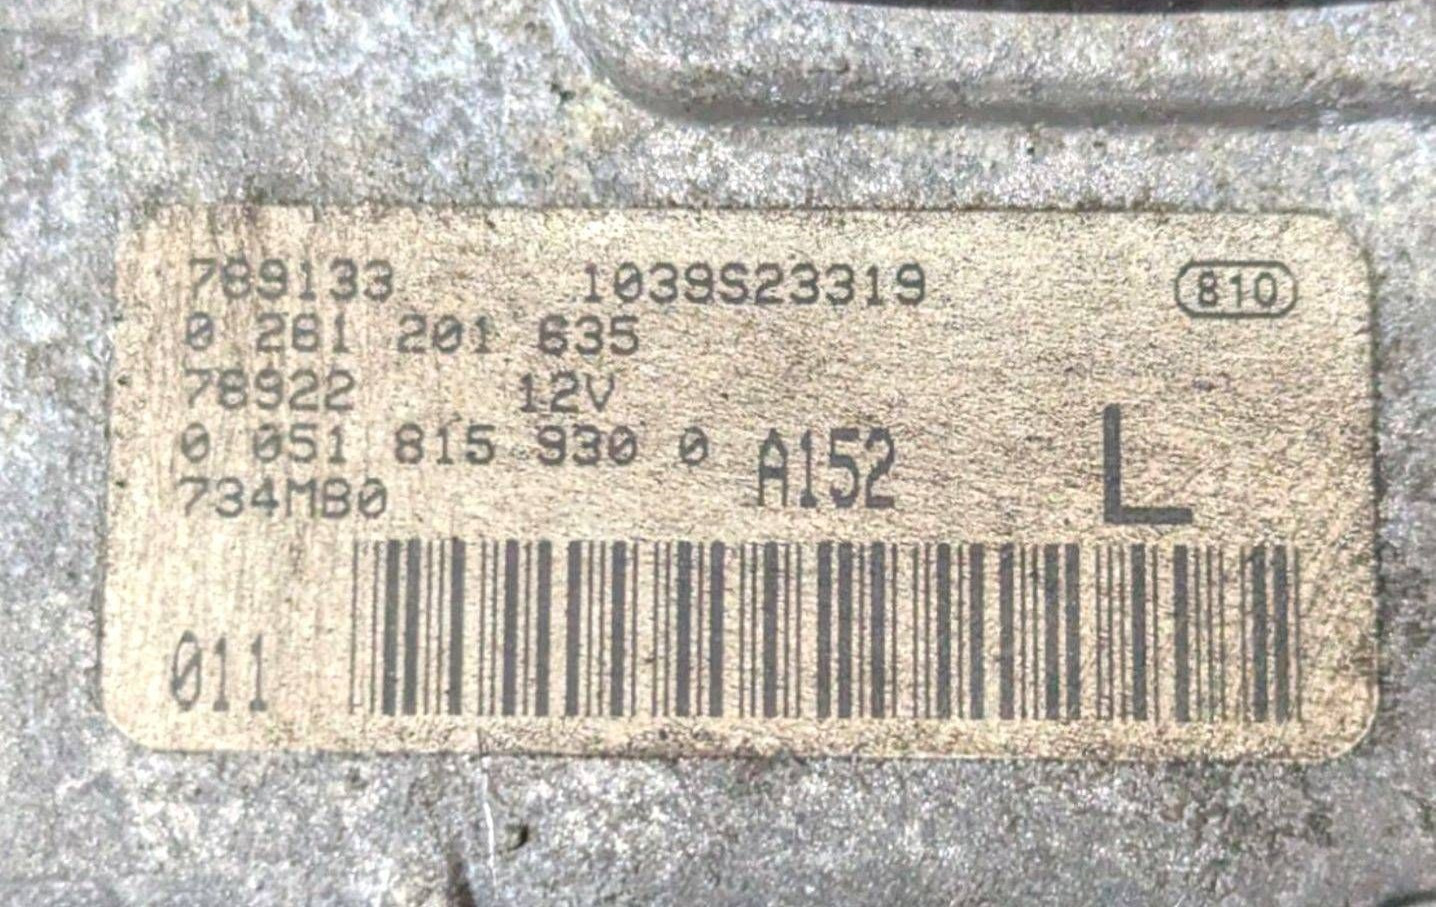 789133 1039S23319 810
0 261 201 635
78922 12V
0 051 815 930 0 A152 L
734MB0
011